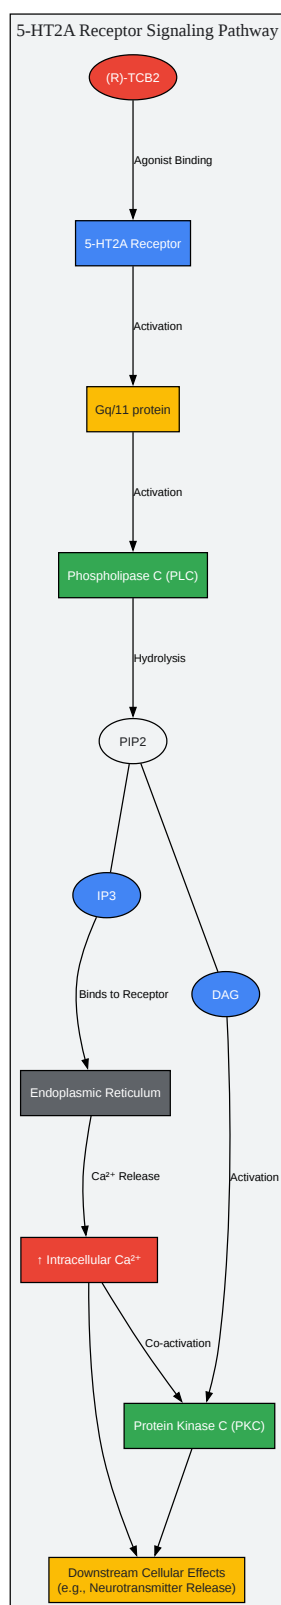 5-HT2A Receptor Signaling Pathway
(R)-TCB2
Agonist Binding
5-HT2A Receptor
Activation
Gq/11 protein
Activation
Phospholipase C (PLC)
Hydrolysis
PIP2
IP3
DAG
Binds to Receptor
Endoplasmic Reticulum
Ca²⁺ Release
Activation
↑ Intracellular Ca²⁺
Co-activation
Protein Kinase C (PKC)
Downstream Cellular Effects
(e.g., Neurotransmitter Release)